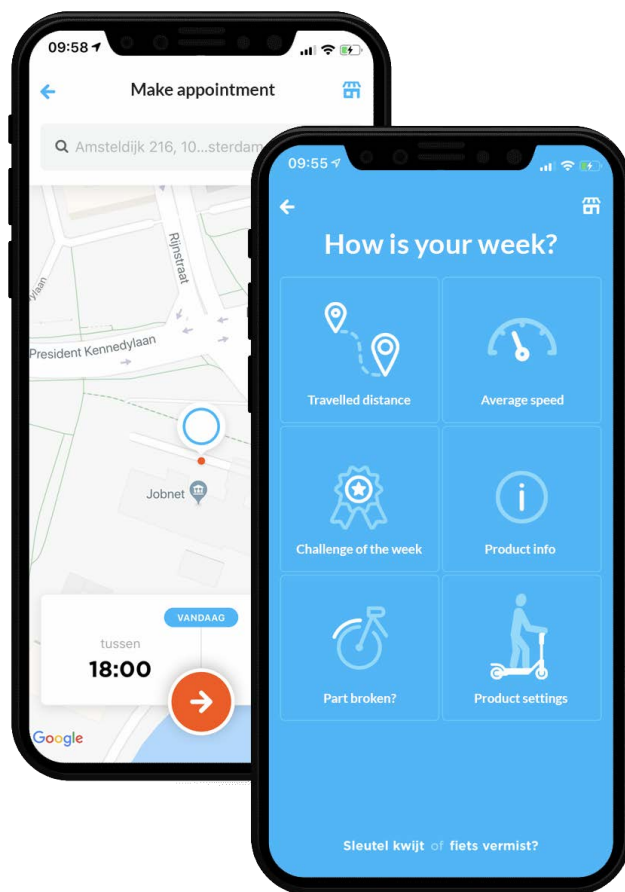 09:58
Make appointment
Amsteldijk 216, 10...sterdam
Rijnstraat
President Kennedylaan
Jobnet
VANDAAG
tussen
18:00
Google
09:55
How is your week?
Travelled distance
Average speed
Challenge of the week
Product info
Part broken?
Product settings
Sleutel kwijt of fiets vermist?